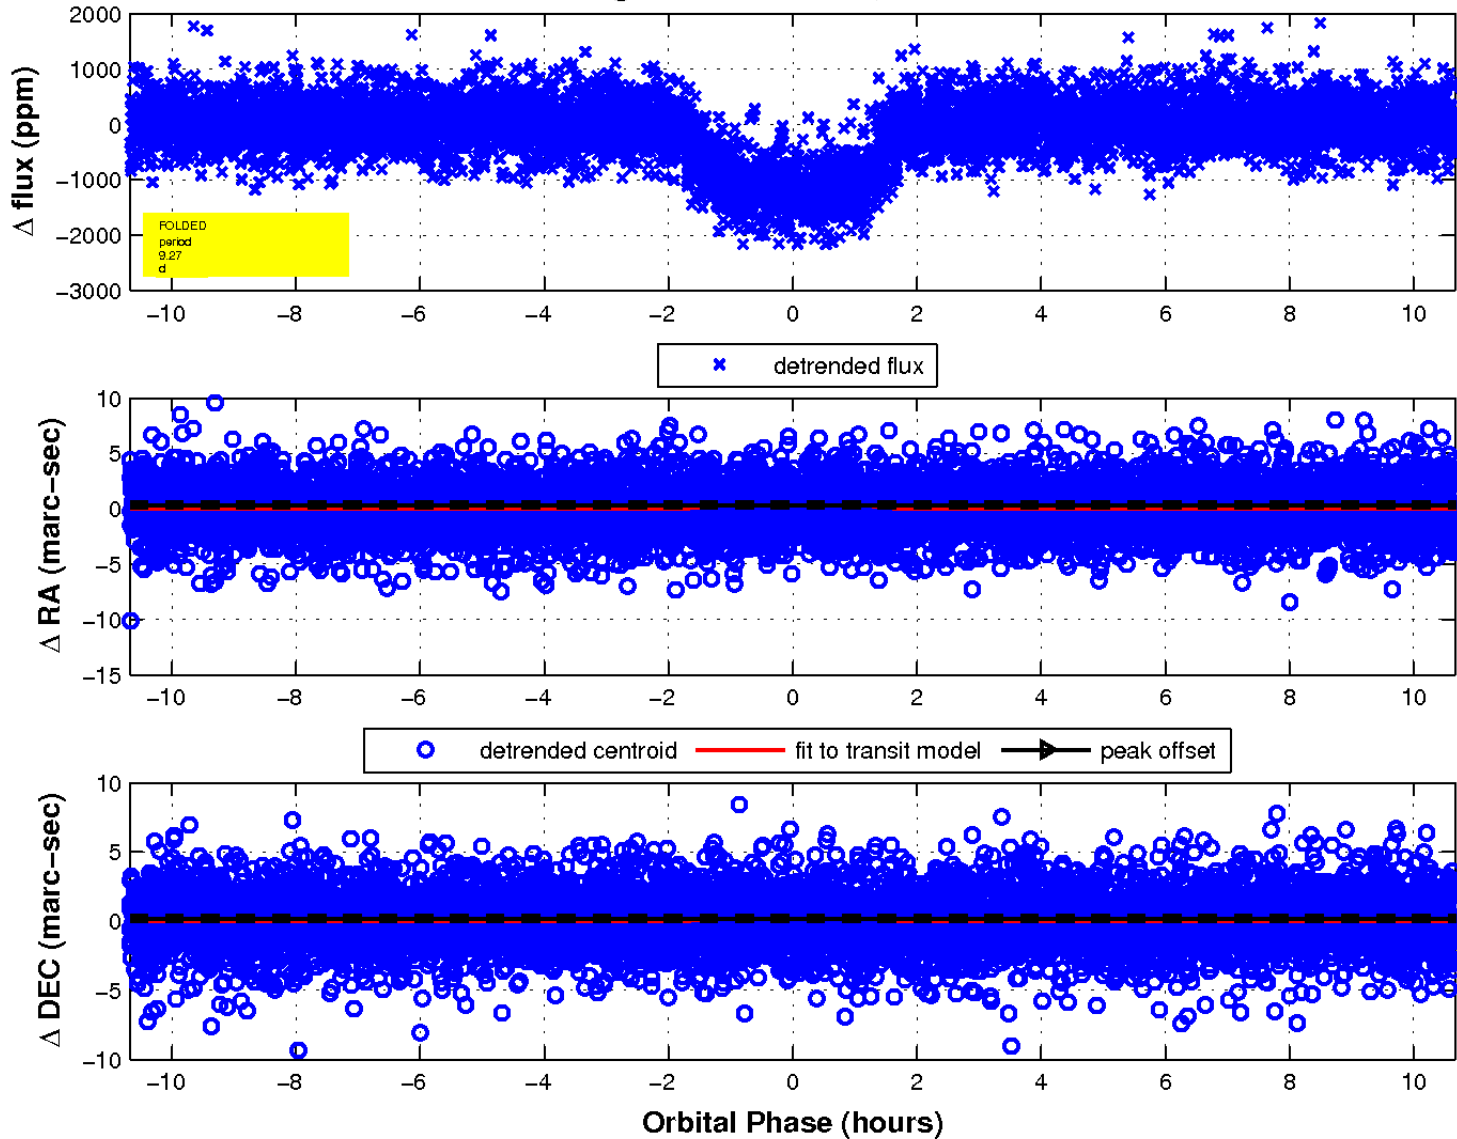 2000
1000
0
−1000
−2000
−3000
Δ flux (ppm)
FOLDED
period
9.27
d
−10 −8 −6 −4 −2 0 2 4 6 8 10
detrended flux
10
5
0
−5
−10
−15
Δ RA (marc−sec)
−10 −8 −6 −4 −2 0 2 4 6 8 10
detrended centroid fit to transit model peak offset
10
5
0
−5
−10
Δ DEC (marc−sec)
−10 −8 −6 −4 −2 0 2 4 6 8 10
Orbital Phase (hours)